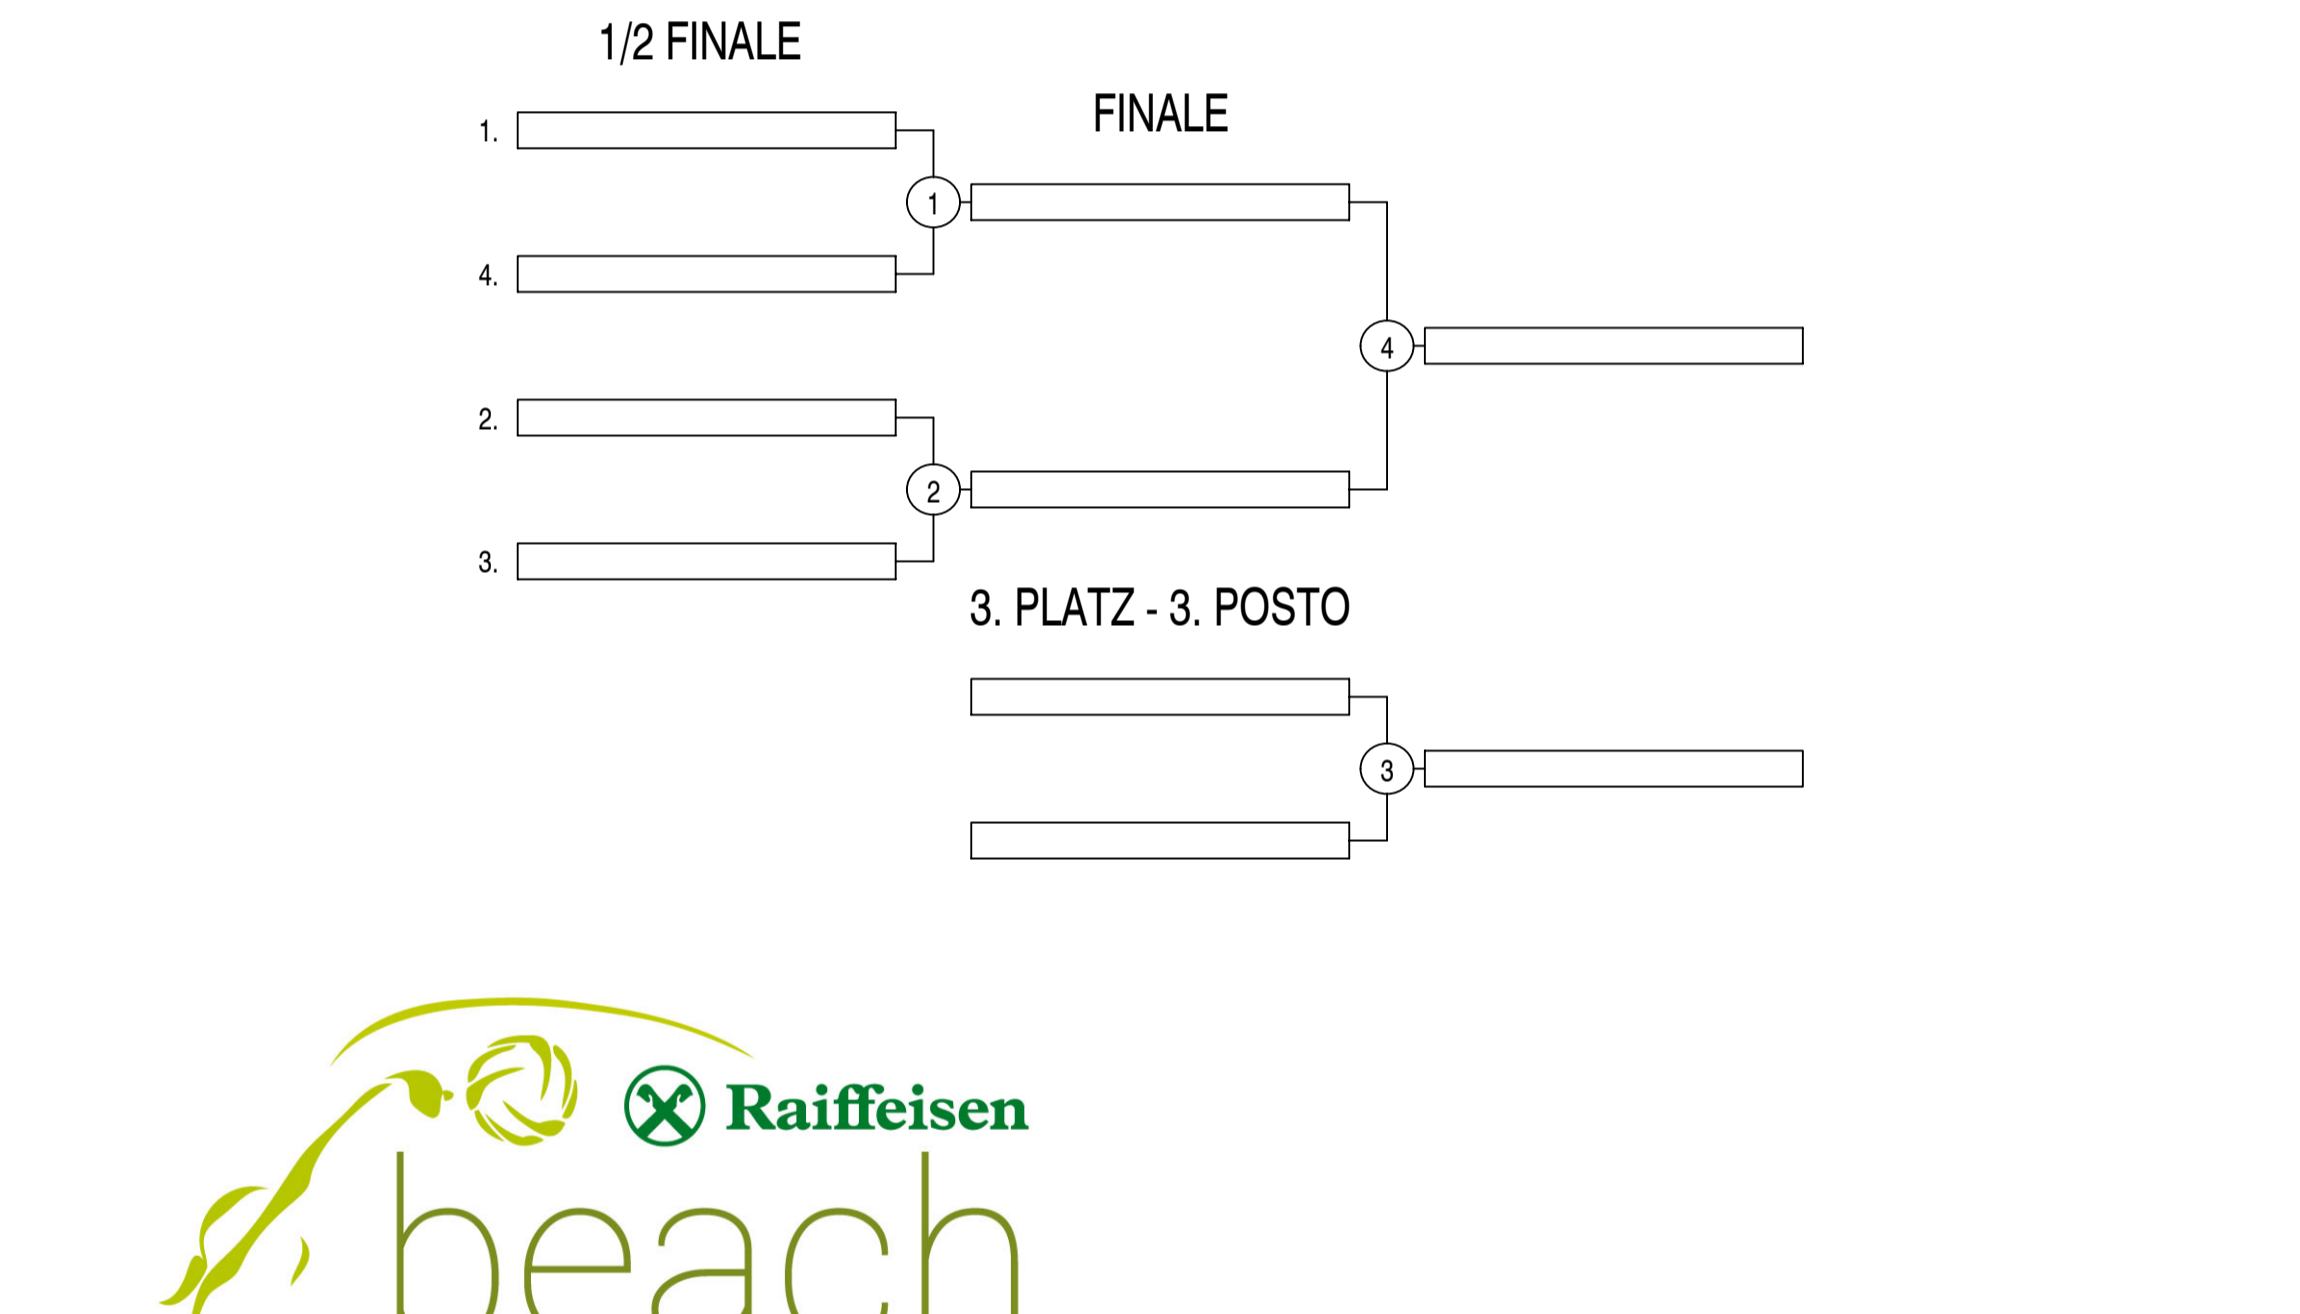 1/2 FINALE
FINALE
1.
1
4.
4
2.
2
3.
3. PLATZ - 3. POSTO
3
Raiffeisen
beach